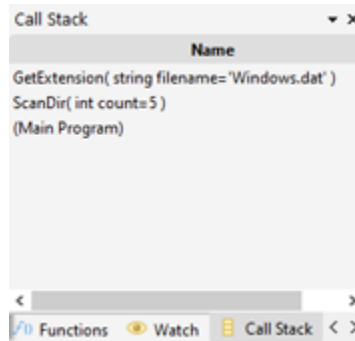 Call Stack
Name
GetExtension( string filename='Windows.dat' )
ScanDir( int count=5 )
(Main Program)
Functions Watch Call Stack